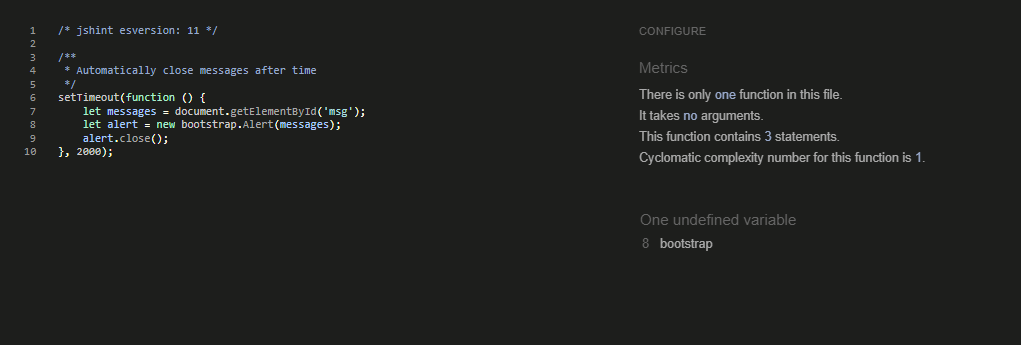 1 /* jshint esversion: 11 */
2
3 /**
4 * Automatically close messages after time
5 */
6 setTimeout(function () {
7 let messages = document.getElementById('msg');
8 let alert = new bootstrap.Alert(messages);
9 alert.close();
10 }, 2000);
CONFIGURE
Metrics
There is only one function in this file.
It takes no arguments.
This function contains 3 statements.
Cyclomatic complexity number for this function is 1.
One undefined variable
8 bootstrap